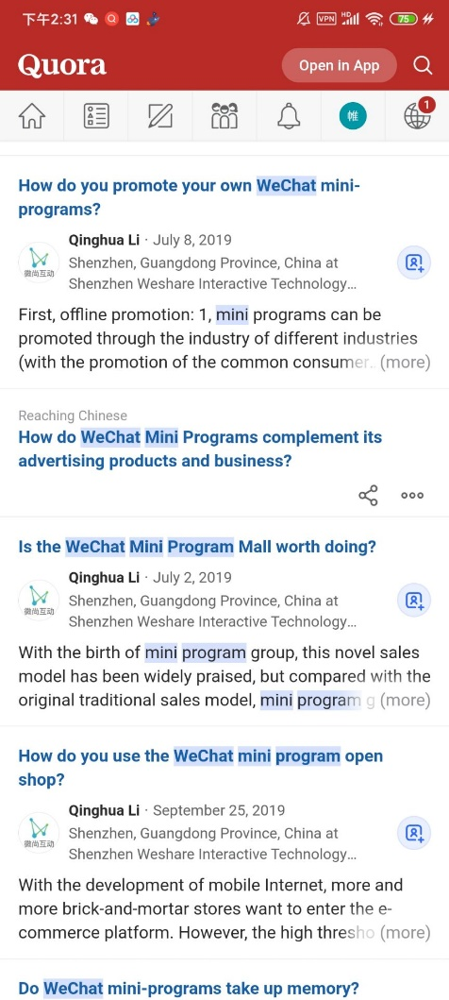 下午2:31
VPN HD 75
Quora Open in App
帷 1
How do you promote your own WeChat mini-
programs?
Qinghua Li · July 8, 2019
Shenzhen, Guangdong Province, China at
Shenzhen Weshare Interactive Technology...
微尚互动
First, offline promotion: 1, mini programs can be
promoted through the industry of different industries
(with the promotion of the common consumer.. (more)
Reaching Chinese
How do WeChat Mini Programs complement its
advertising products and business?
Is the WeChat Mini Program Mall worth doing?
Qinghua Li · July 2, 2019
Shenzhen, Guangdong Province, China at
Shenzhen Weshare Interactive Technology...
微尚互动
With the birth of mini program group, this novel sales
model has been widely praised, but compared with the
original traditional sales model, mini program g (more)
How do you use the WeChat mini program open
shop?
Qinghua Li · September 25, 2019
Shenzhen, Guangdong Province, China at
Shenzhen Weshare Interactive Technology...
微尚互动
With the development of mobile Internet, more and
more brick-and-mortar stores want to enter the e-
commerce platform. However, the high thresho (more)
Do WeChat mini-programs take up memory?